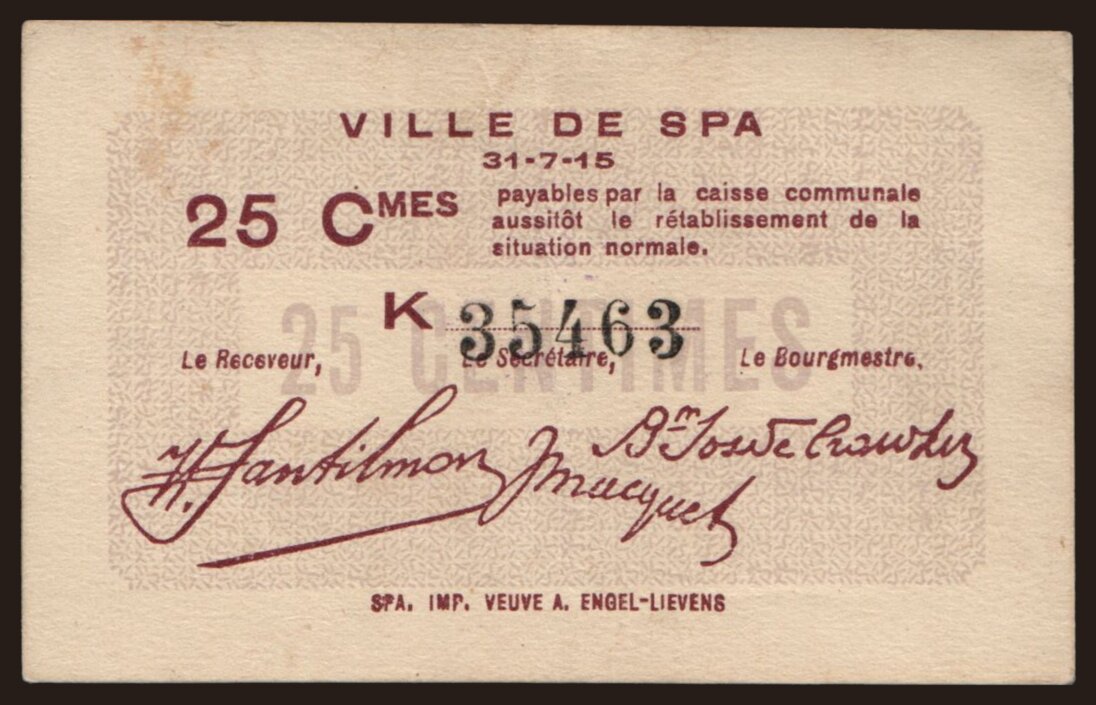 VILLE DE SPA
31-7-15
25 CMES
payables par la caisse communale
aussitôt le rétablissement de la
situation normale.
25 CENTIMES
K 35463
Le Receveur, Le Secrétaire, Le Bourgmestre,
SPA. IMP. VEUVE A. ENGEL-LIEVENS